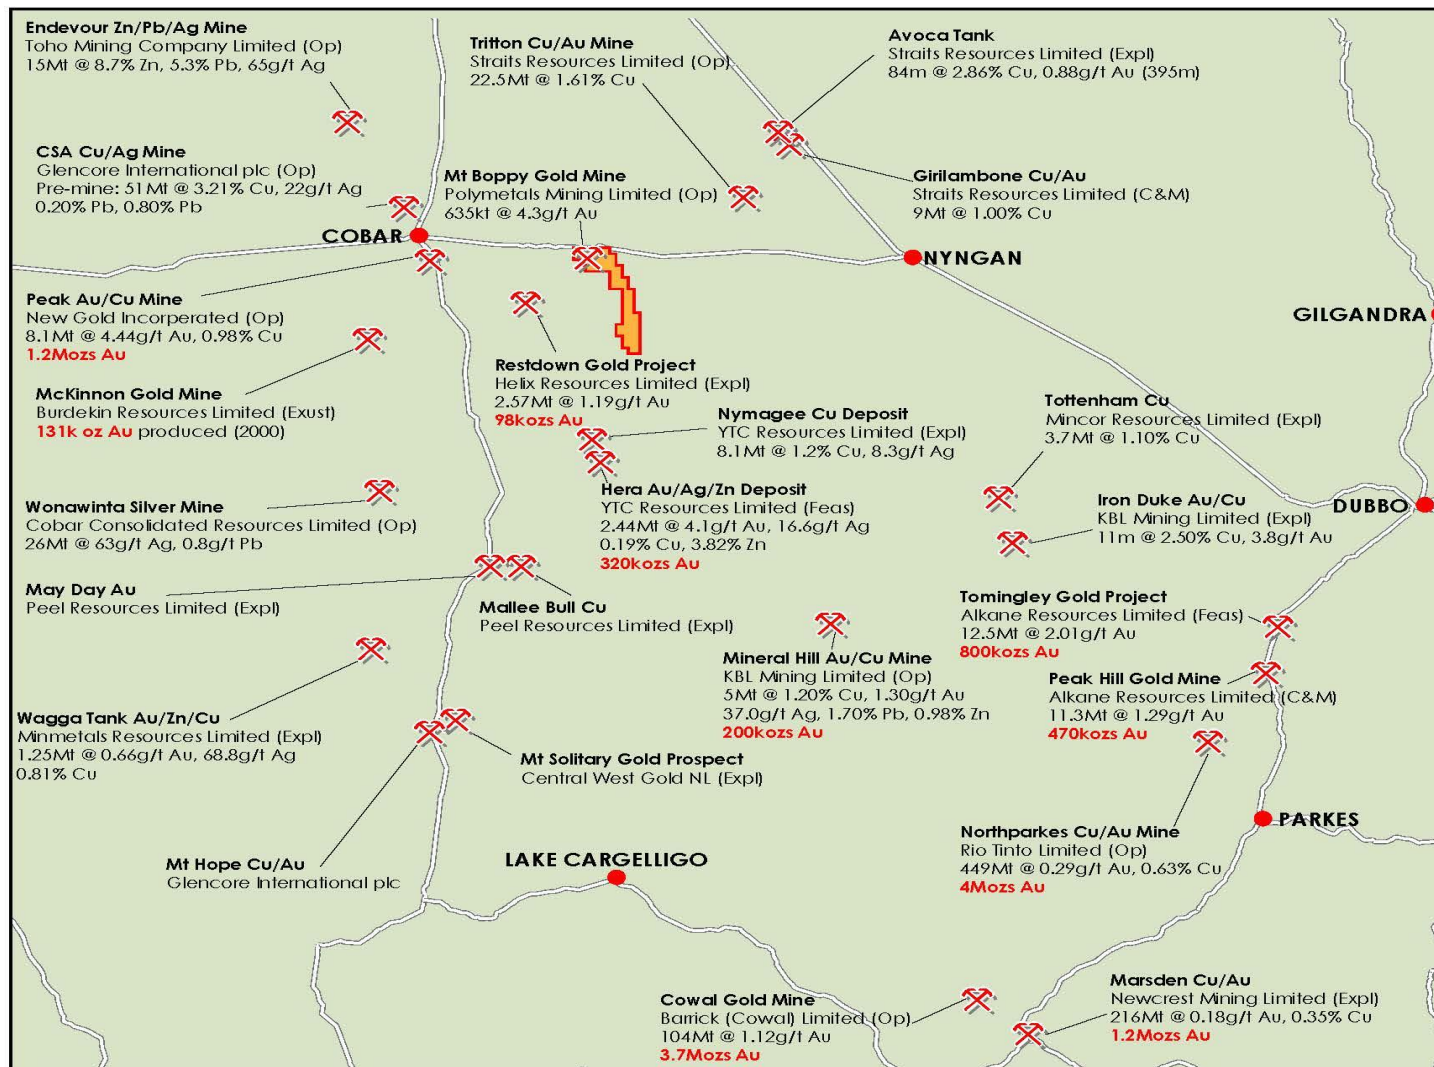 Endevour Zn/Pb/Ag Mine
Toho Mining Company Limited (Op)
15Mt @ 8.7% Zn, 5.3% Pb, 65g/t Ag
Tritton Cu/Au Mine
Straits Resources Limited (Op)
22.5Mt @ 1.61% Cu
Avoca Tank
Straits Resources Limited (Expl)
84m @ 2.86% Cu, 0.88g/t Au (395m)
CSA Cu/Ag Mine
Glencore International plc (Op)
Pre-mine: 51Mt @ 3.21% Cu, 22g/t Ag
0.20% Pb, 0.80% Pb
Mt Boppy Gold Mine
Polymetals Mining Limited (Op)
635kt @ 4.3g/t Au
Girilambone Cu/Au
Straits Resources Limited (C&M)
9Mt @ 1.00% Cu
COBAR
NYNGAN
Peak Au/Cu Mine
New Gold Incorperated (Op)
8.1Mt @ 4.44g/t Au, 0.98% Cu
1.2Mozs Au
GILGANDRA
McKinnon Gold Mine
Burdekin Resources Limited (Exust)
131k oz Au produced (2000)
Restdown Gold Project
Helix Resources Limited (Expl)
2.57Mt @ 1.19g/t Au
98kozs Au
Nymagee Cu Deposit
YTC Resources Limited (Expl)
8.1Mt @ 1.2% Cu, 8.3g/t Ag
Tottenham Cu
Mincor Resources Limited (Expl)
3.7Mt @ 1.10% Cu
Wonawinta Silver Mine
Cobar Consolidated Resources Limited (Op)
26Mt @ 63g/t Ag, 0.8g/t Pb
Hera Au/Ag/Zn Deposit
YTC Resources Limited (Feas)
2.44Mt @ 4.1g/t Au, 16.6g/t Ag
0.19% Cu, 3.82% Zn
320kozs Au
Iron Duke Au/Cu
KBL Mining Limited (Expl)
11m @ 2.50% Cu, 3.8g/t Au
DUBBO
May Day Au
Peel Resources Limited (Expl)
Mallee Bull Cu
Peel Resources Limited (Expl)
Tomingley Gold Project
Alkane Resources Limited (Feas)
12.5Mt @ 2.01g/t Au
800kozs Au
Mineral Hill Au/Cu Mine
KBL Mining Limited (Op)
5Mt @ 1.20% Cu, 1.30g/t Au
37.0g/t Ag, 1.70% Pb, 0.98% Zn
200kozs Au
Peak Hill Gold Mine
Alkane Resources Limited (C&M)
11.3Mt @ 1.29g/t Au
470kozs Au
Wagga Tank Au/Zn/Cu
Minmetals Resources Limited (Expl)
1.25Mt @ 0.66g/t Au, 68.8g/t Ag
0.81% Cu
Mt Solitary Gold Prospect
Central West Gold NL (Expl)
PARKES
Northparkes Cu/Au Mine
Rio Tinto Limited (Op)
449Mt @ 0.29g/t Au, 0.63% Cu
4Mozs Au
Mt Hope Cu/Au
Glencore International plc
LAKE CARGELLIGO
Cowal Gold Mine
Barrick (Cowal) Limited (Op)
104Mt @ 1.12g/t Au
3.7Mozs Au
Marsden Cu/Au
Newcrest Mining Limited (Expl)
216Mt @ 0.18g/t Au, 0.35% Cu
1.2Mozs Au